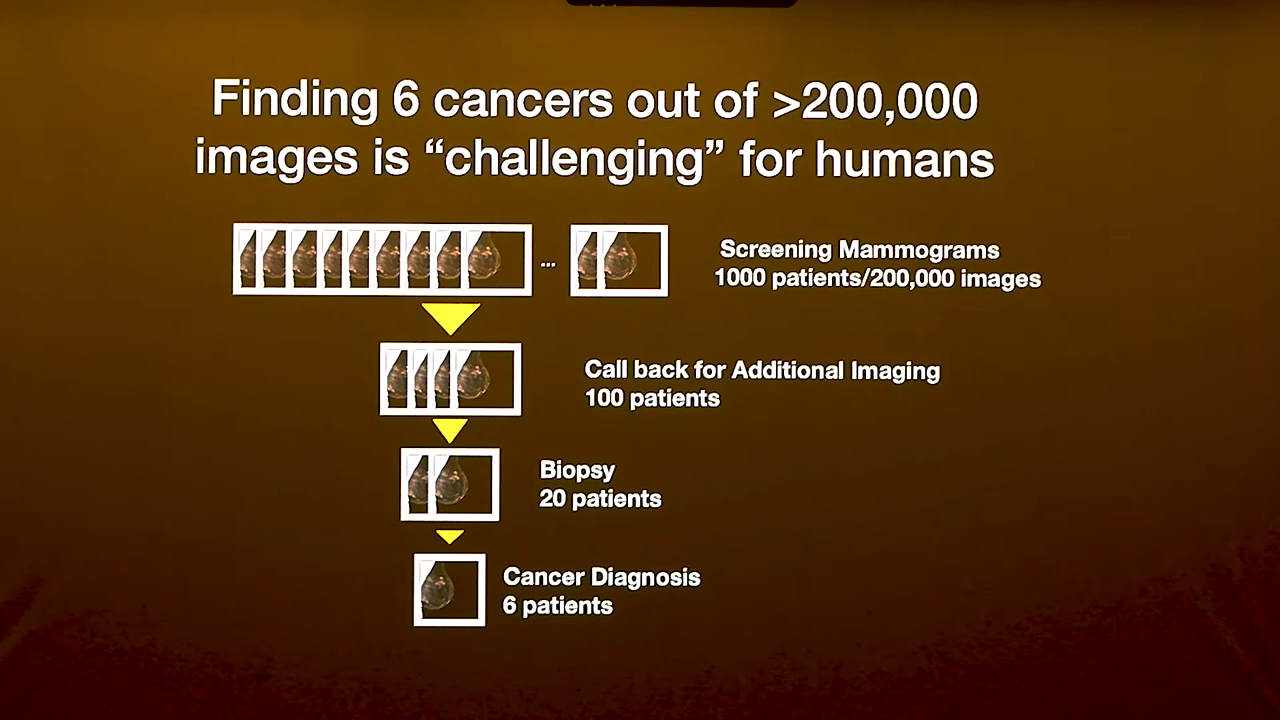 Finding 6 cancers out of >200,000
images is “challenging” for humans
...
Screening Mammograms
1000 patients/200,000 images
Call back for Additional Imaging
100 patients
Biopsy
20 patients
Cancer Diagnosis
6 patients